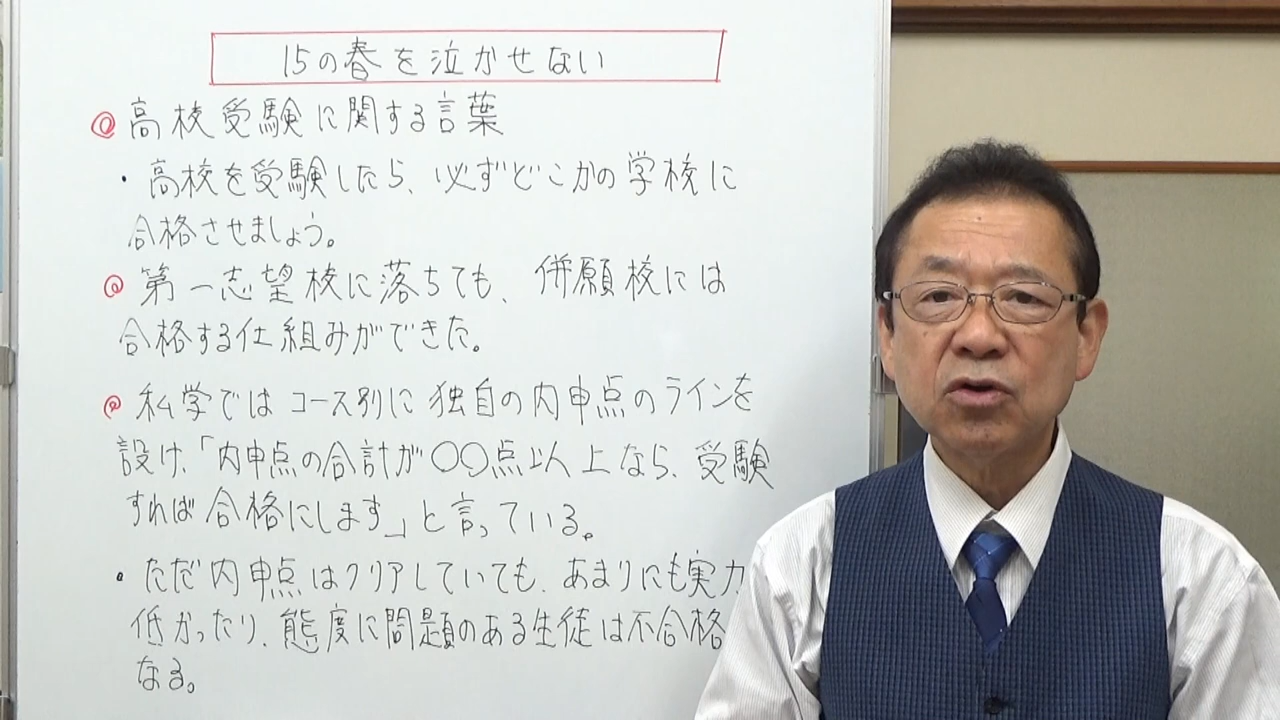 15の春を泣かせない
◎高校受験に関する言葉
・高校を受験したら、必ずどこかの学校に
合格させましょう。
◎第一志望校に落ちても、併願校には
合格する仕組みができた。
◎私学ではコース別に独自の内申点のラインを
設け、「内申点の合計が〇〇点以上なら、受験
すれば合格にします」と言っている。
・ただ内申点はクリアしていても、あまりにも実力
低かったり、態度に問題のある生徒は不合格
なる。